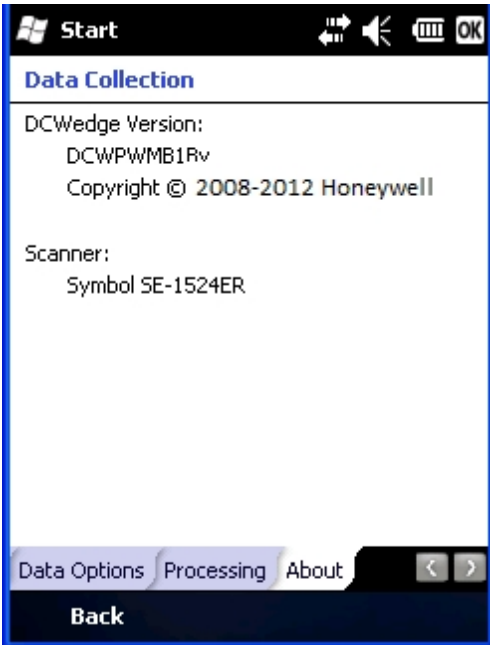 Start
OK
Data Collection
DCWedge Version:
DCWPWMB1Rv
Copyright © 2008-2012 Honeywell
Scanner:
Symbol SE-1524ER
Data Options Processing About
Back